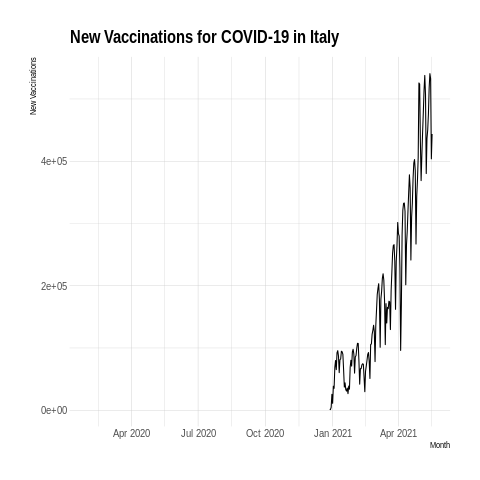 New Vaccinations for COVID-19 in Italy
New Vaccinations
4e+05
2e+05
0e+00
Apr 2020 Jul 2020 Oct 2020 Jan 2021 Apr 2021
Month